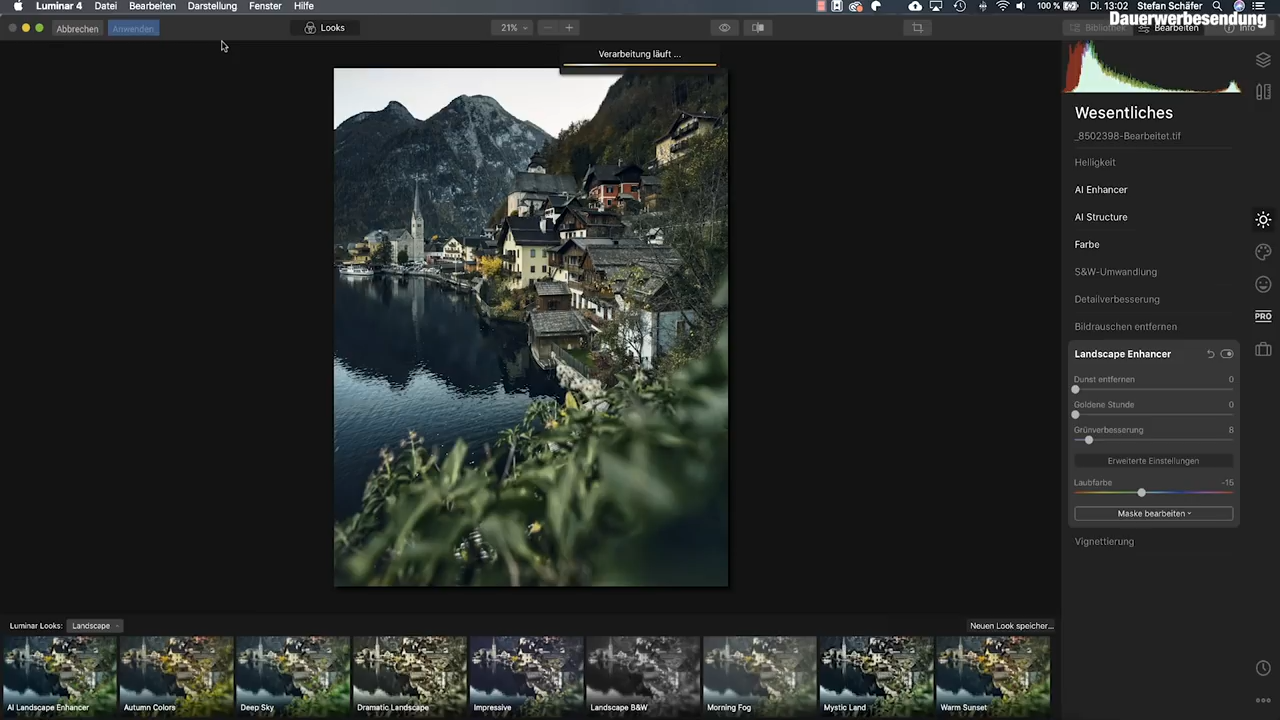 Luminar 4 Datei Bearbeiten Darstellung Fenster Hilfe
100 % Di. 13:02 Stefan Schäfer
Dauerwerbesendung
Abbrechen Anwenden Looks 21% Bibliothek Bearbeiten Info
Verarbeitung läuft ...
Wesentliches
_8502398-Bearbeitet.tif
Helligkeit
AI Enhancer
AI Structure
Farbe
S&W-Umwandlung
Detailverbesserung
PRO
Bildrauschen entfernen
Landscape Enhancer
Dunst entfernen 0
Goldene Stunde 0
Grünverbesserung 8
Erweiterte Einstellungen
Laubfarbe -15
Maske bearbeiten
Vignettierung
Luminar Looks: Landscape Neuen Look speicher...
AI Landscape Enhancer Autumn Colors Deep Sky Dramatic Landscape Impressive Landscape B&W Morning Fog Mystic Land Warm Sunset